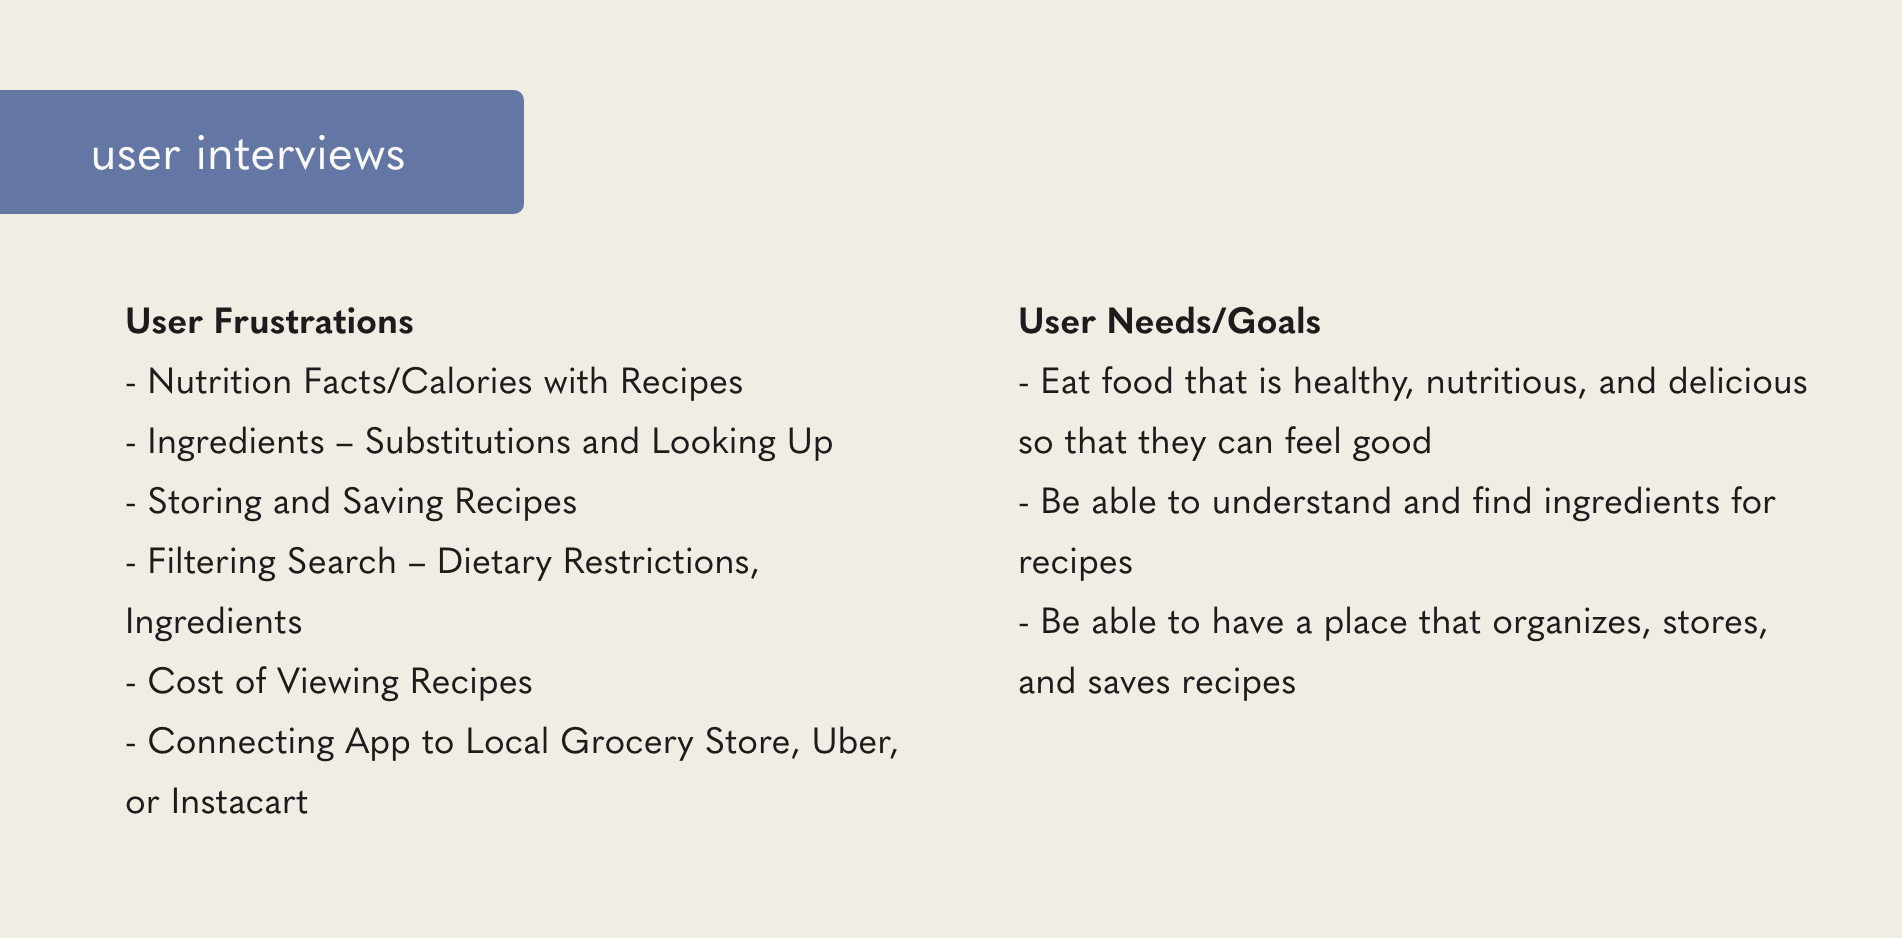 user interviews
User Frustrations
- Nutrition Facts/Calories with Recipes
- Ingredients – Substitutions and Looking Up
- Storing and Saving Recipes
- Filtering Search – Dietary Restrictions,
Ingredients
- Cost of Viewing Recipes
- Connecting App to Local Grocery Store, Uber,
or Instacart
User Needs/Goals
- Eat food that is healthy, nutritious, and delicious
so that they can feel good
- Be able to understand and find ingredients for
recipes
- Be able to have a place that organizes, stores,
and saves recipes